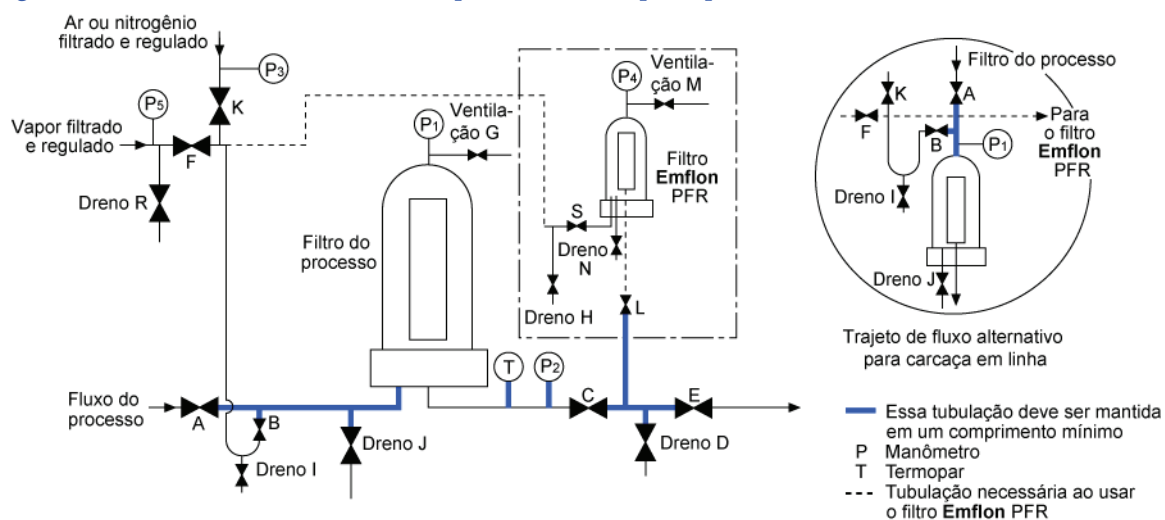 Ar ou nitrogênio
filtrado e regulado
P3
P5
K
Vapor filtrado
e regulado
F
Dreno R
P1
Ventila-
ção G
Filtro do
processo
P4
Ventila-
ção M
Filtro
Emflon
PFR
S
Dreno
N
Dreno H
L
Fluxo do
processo
A
B
Dreno I
Dreno J
T
P2
C
E
Dreno D
Filtro do processo
K
A
F
Para
o filtro
Emflon
PFR
B
P1
Dreno I
Dreno J
Trajeto de fluxo alternativo
para carcaça em linha
Essa tubulação deve ser mantida
em um comprimento mínimo
P Manômetro
T Termopar
Tubulação necessária ao usar
o filtro Emflon PFR